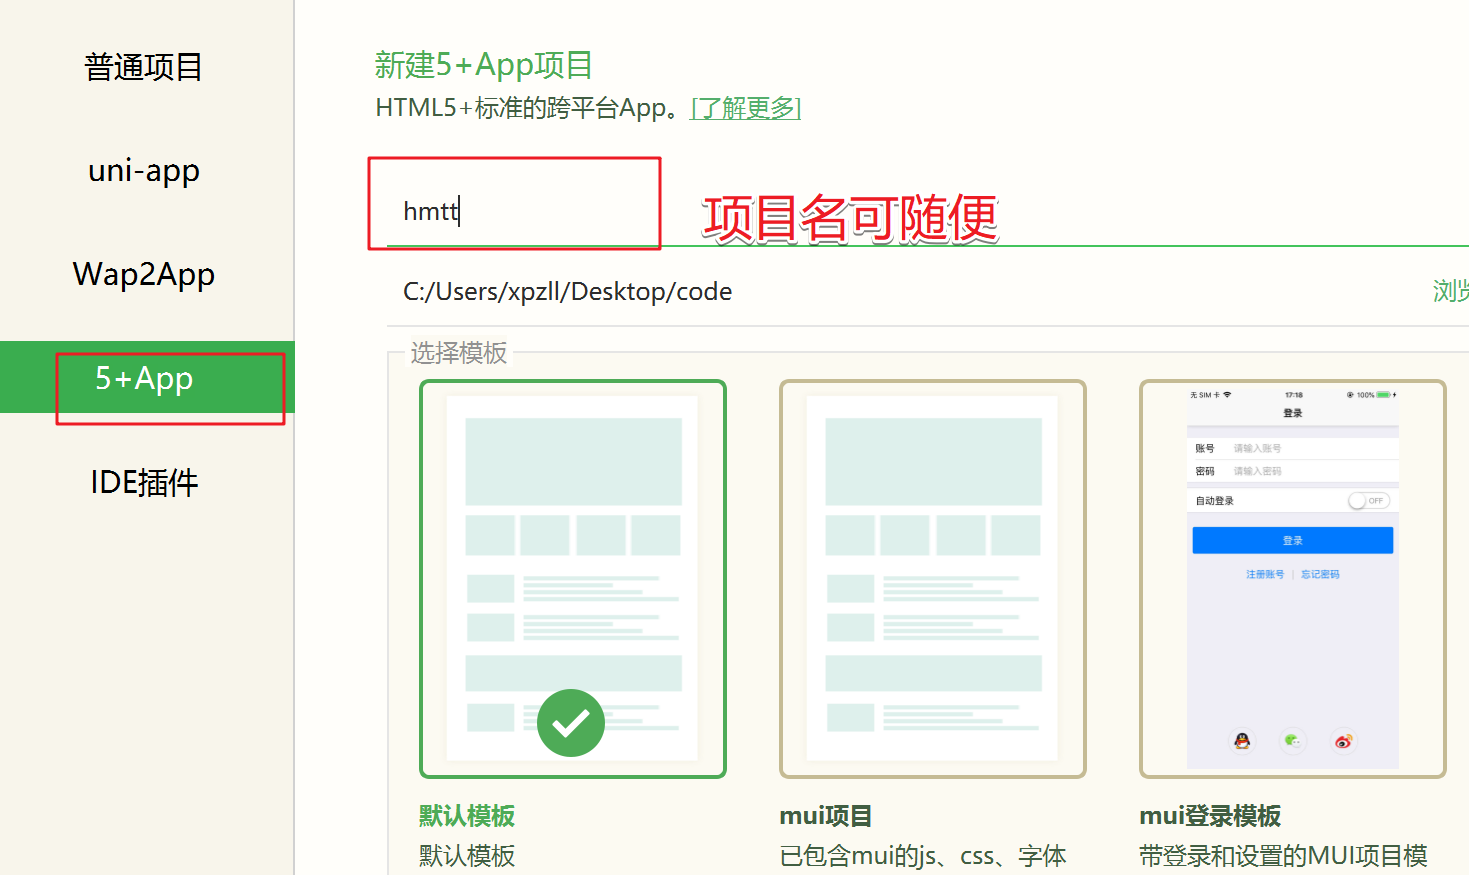 普通项目
uni-app
Wap2App
5+App
IDE插件
新建5+App项目
HTML5+标准的跨平台App。[了解更多]
hmtt
项目名可随便
C:/Users/xpzll/Desktop/code
浏览
选择模板
无 SIM 卡 17:18 100%
登录
账号 请输入账号
密码 请输入密码
自动登录 OFF
登录
注册账号 | 忘记密码
默认模板
默认模板
mui项目
已包含mui的js、css、字体
mui登录模板
带登录和设置的MUI项目模